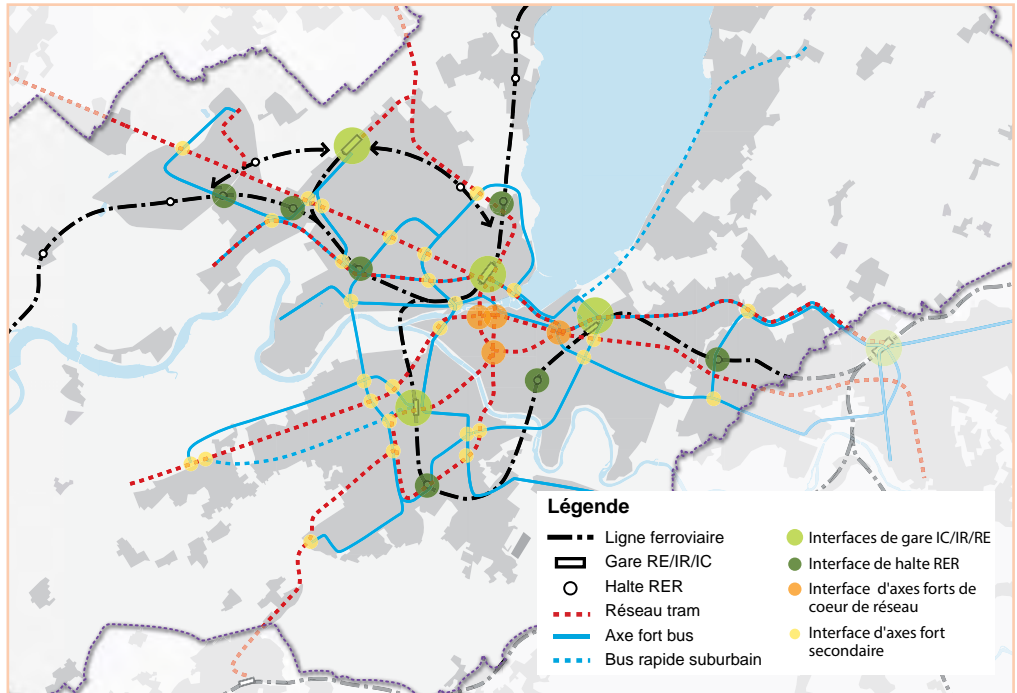 Légende
Ligne ferroviaire
Gare RE/IR/IC
Halte RER
Réseau tram
Axe fort bus
Bus rapide suburbain
Interfaces de gare IC/IR/RE
Interface de halte RER
Interface d'axes forts de
coeur de réseau
Interface d'axes fort
secondaire